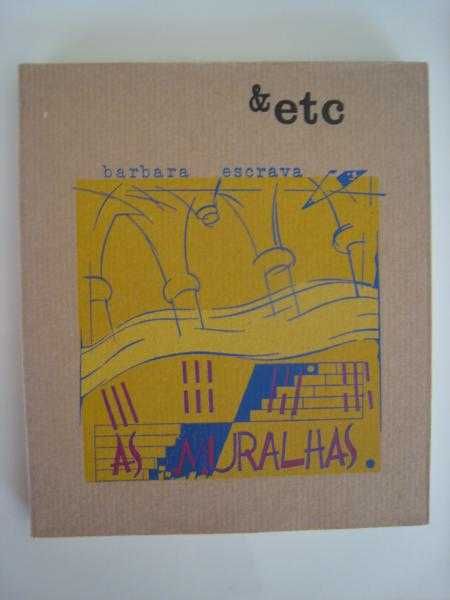 & etc
barbara escrava
AS MURALHAS.